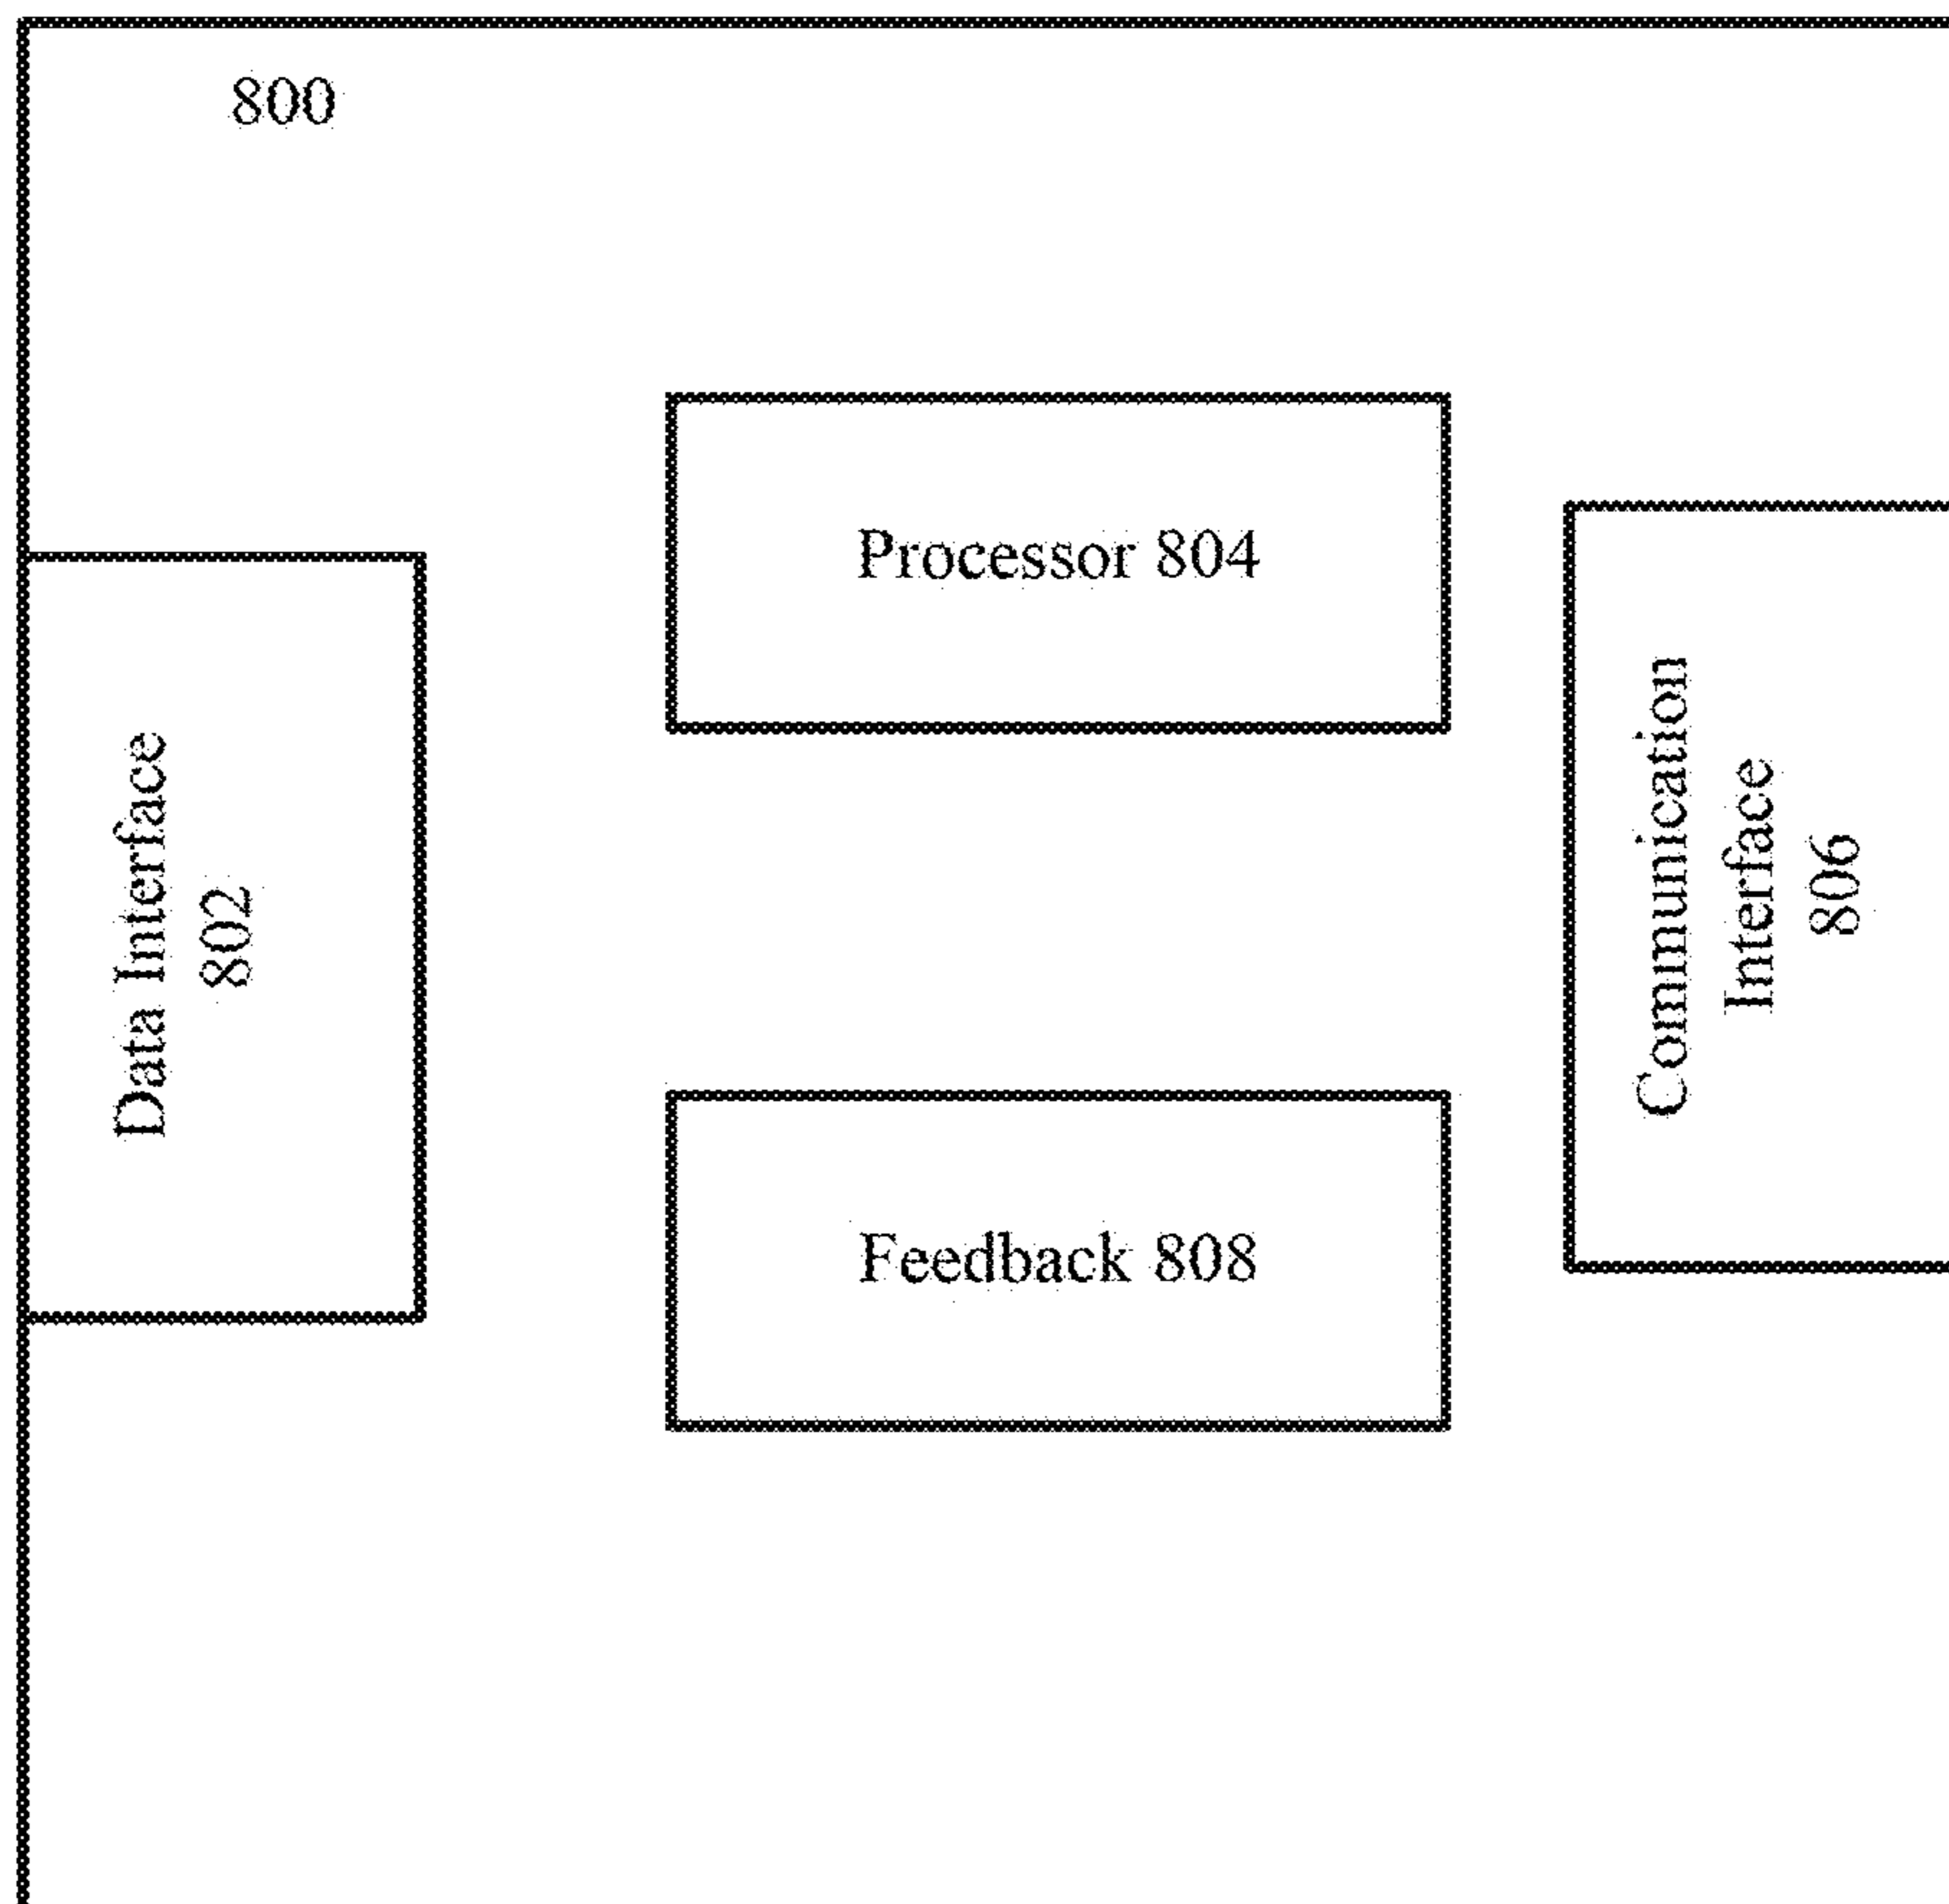 800
Processor 804
Data Interface
802
Communication
Interface
806
Feedback 808